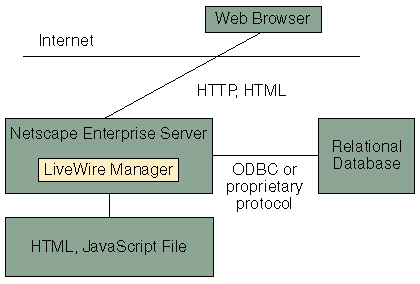 Web Browser
Internet
HTTP, HTML
Netscape Enterprise Server
LiveWire Manager
ODBC or
proprietary
protocol
Relational
Database
HTML, JavaScript File